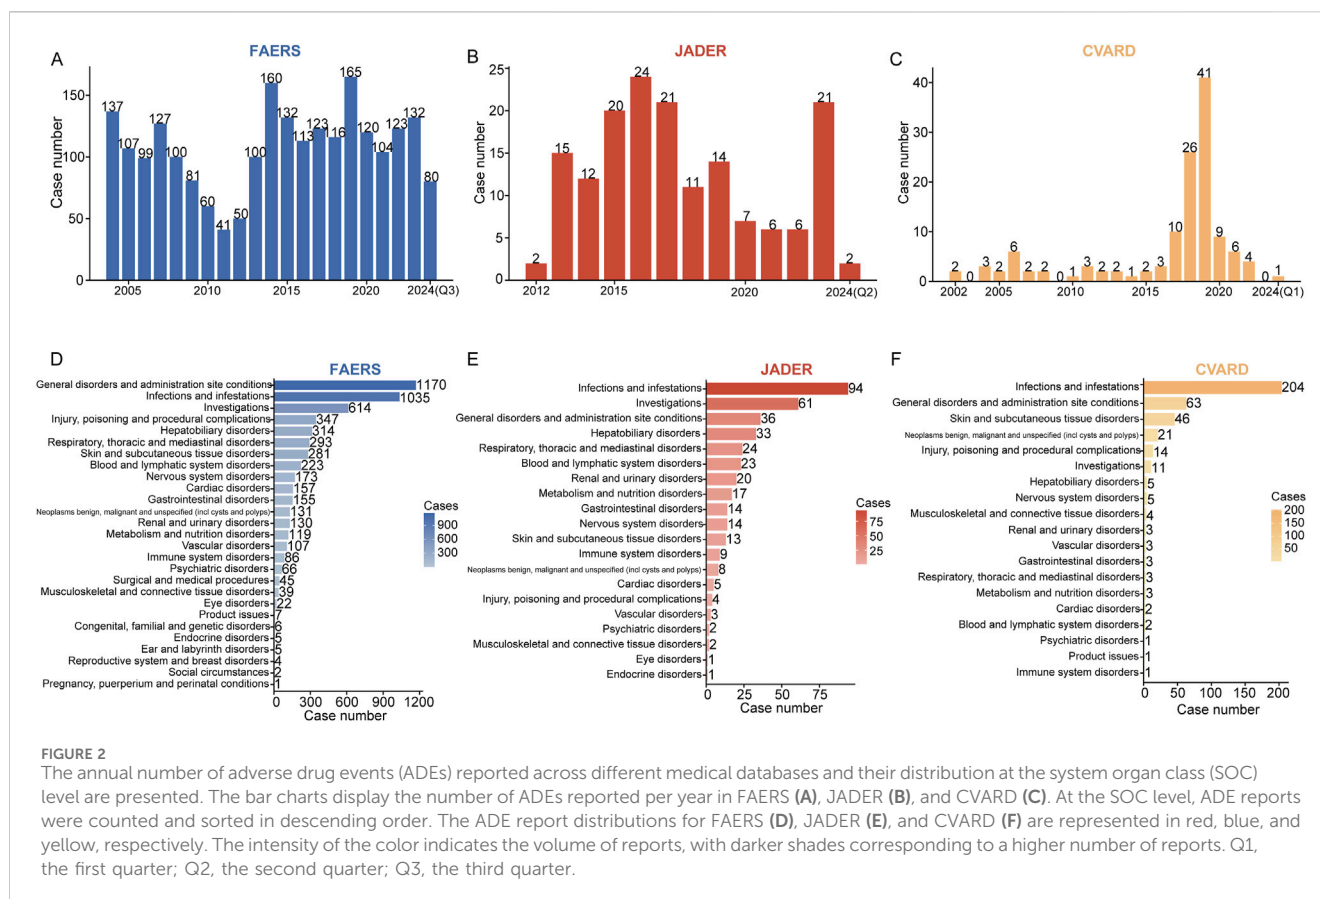 A
FAERS
Case number
150
100
50
0
137
107
99
127
100
81
60
41
50
100
160
132
113
123
116
165
120
104
123
132
80
2005
2010
2015
2020
2024(Q3)
B
JADER
Case number
25
20
15
10
5
0
2
15
12
20
24
21
11
14
7
6
6
21
2
2012
2015
2020
2024(Q2)
C
CVARD
Case number
40
30
20
10
0
2
0
3
2
6
2
2
0
1
3
2
2
1
2
3
10
26
41
9
6
4
0
1
2002
2005
2010
2015
2020
2024(Q1)
D
FAERS
General disorders and administration site conditions 1170
Infections and infestations 1035
Investigations 614
Injury, poisoning and procedural complications 347
Hepatobiliary disorders 314
Respiratory, thoracic and mediastinal disorders 293
Skin and subcutaneous tissue disorders 281
Blood and lymphatic system disorders 223
Nervous system disorders 173
Cardiac disorders 157
Gastrointestinal disorders 155
Neoplasms benign, malignant and unspecified (incl cysts and polyps) 131
Renal and urinary disorders 130
Metabolism and nutrition disorders 119
Vascular disorders 107
Immune system disorders 86
Psychiatric disorders 66
Surgical and medical procedures 45
Musculoskeletal and connective tissue disorders 39
Eye disorders 22
Product issues 7
Congenital, familial and genetic disorders 6
Endocrine disorders 5
Ear and labyrinth disorders 5
Reproductive system and breast disorders 4
Social circumstances 2
Pregnancy, puerperium and perinatal conditions 1
0 300 600 900 1200
Case number
Cases
900
600
300
E
JADER
Infections and infestations 94
Investigations 61
General disorders and administration site conditions 36
Hepatobiliary disorders 33
Respiratory, thoracic and mediastinal disorders 24
Blood and lymphatic system disorders 23
Renal and urinary disorders 20
Metabolism and nutrition disorders 17
Gastrointestinal disorders 14
Nervous system disorders 14
Skin and subcutaneous tissue disorders 13
Immune system disorders 9
Neoplasms benign, malignant and unspecified (incl cysts and polyps) 8
Cardiac disorders 5
Injury, poisoning and procedural complications 4
Vascular disorders 3
Psychiatric disorders 2
Musculoskeletal and connective tissue disorders 2
Eye disorders 1
Endocrine disorders 1
0 25 50 75
Case number
Cases
75
50
25
F
CVARD
Infections and infestations 204
General disorders and administration site conditions 63
Skin and subcutaneous tissue disorders 46
Neoplasms benign, malignant and unspecified (incl cysts and polyps) 21
Injury, poisoning and procedural complications 14
Investigations 11
Hepatobiliary disorders 5
Nervous system disorders 5
Musculoskeletal and connective tissue disorders 4
Renal and urinary disorders 3
Vascular disorders 3
Gastrointestinal disorders 3
Respiratory, thoracic and mediastinal disorders 3
Metabolism and nutrition disorders 3
Cardiac disorders 2
Blood and lymphatic system disorders 2
Psychiatric disorders 1
Product issues 1
Immune system disorders 1
0 50 100 150 200
Case number
Cases
200
150
100
50
FIGURE 2
The annual number of adverse drug events (ADEs) reported across different medical databases and their distribution at the system organ class (SOC)
level are presented. The bar charts display the number of ADEs reported per year in FAERS (A), JADER (B), and CVARD (C). At the SOC level, ADE reports
were counted and sorted in descending order. The ADE report distributions for FAERS (D), JADER (E), and CVARD (F) are represented in red, blue, and
yellow, respectively. The intensity of the color indicates the volume of reports, with darker shades corresponding to a higher number of reports. Q1,
the first quarter; Q2, the second quarter; Q3, the third quarter.